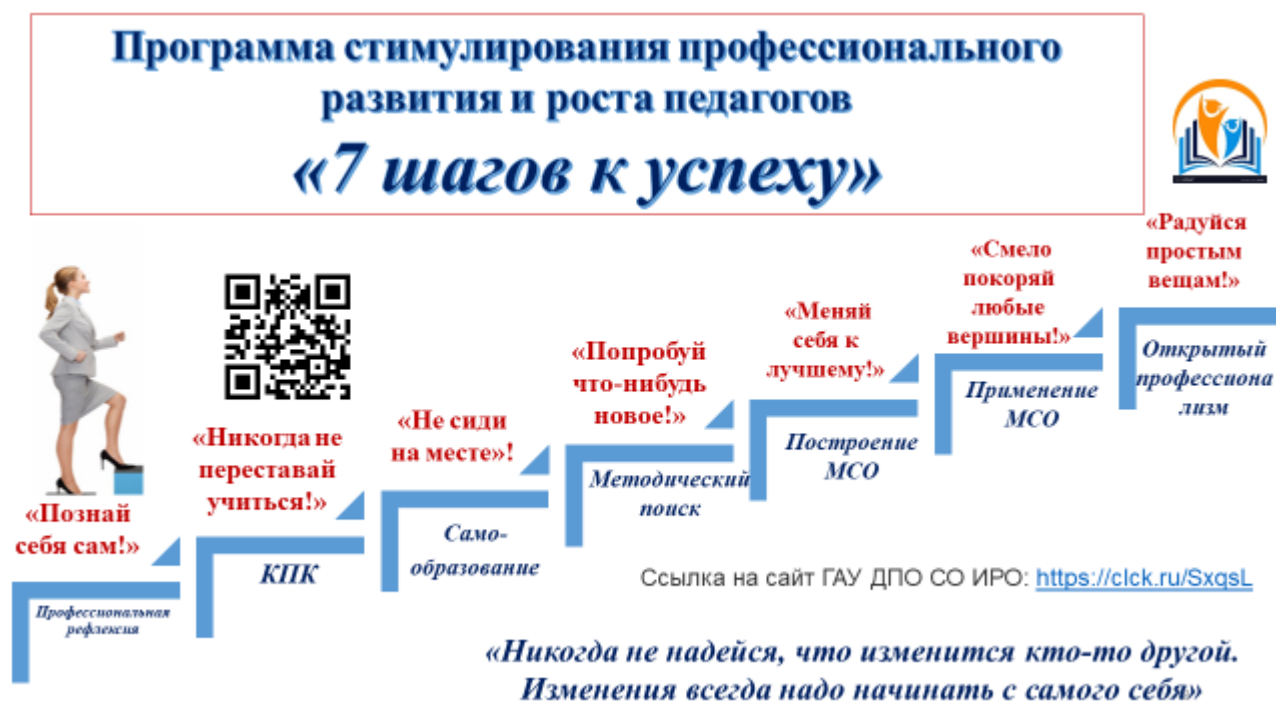 Программа стимулирования профессионального
развития и роста педагогов
«7 шагов к успеху»
«Познай
себя сам!»
Профессиональная
рефлексия
«Никогда не
переставай
учиться!»
КПК
«Не сиди
на месте»!
Само-
образование
«Попробуй
что-нибудь
новое!»
Методический
поиск
«Меняй
себя к
лучшему!»
Построение
МСО
«Смело
покоряй
любые
вершины!»
Применение
МСО
«Радуйся
простым
вещам!»
Открытый
профессиона
лизм
Ссылка на сайт ГАУ ДПО СО ИРО: https://clck.ru/SxqsL
«Никогда не надейся, что изменится кто-то другой.
Изменения всегда надо начинать с самого себя»